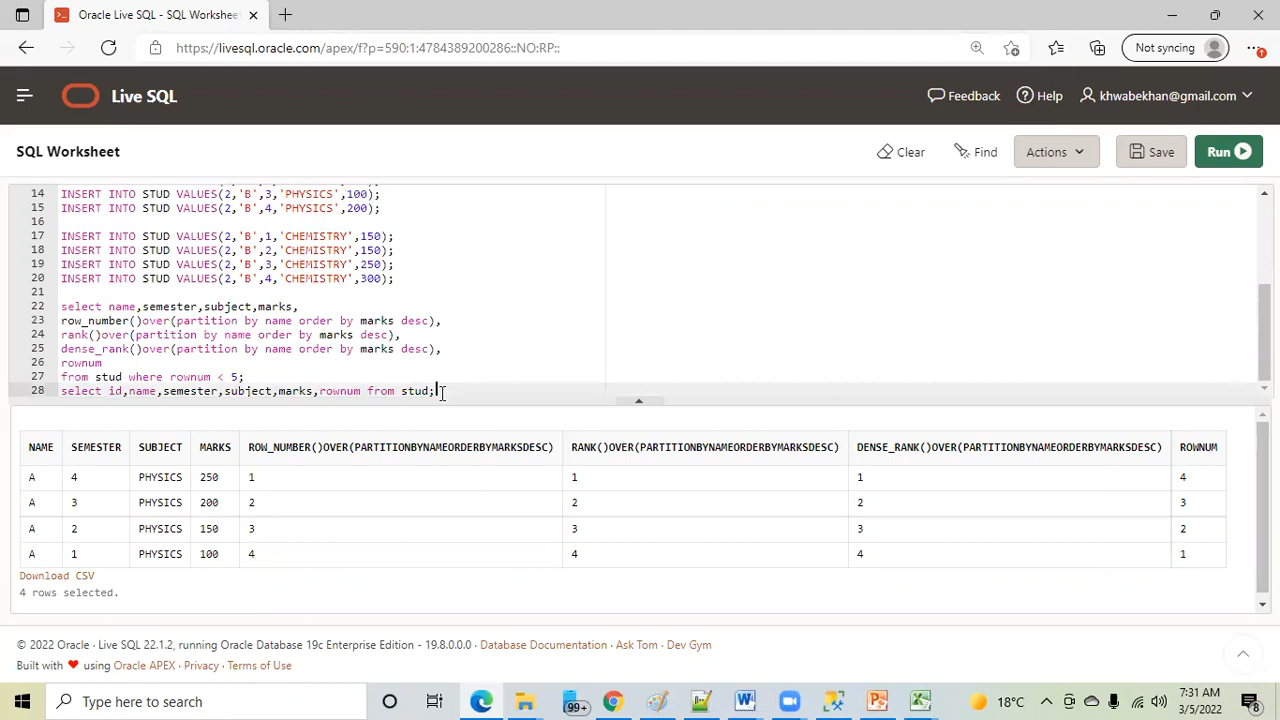 Oracle Live SQL - SQL Worksheet
https://livesql.oracle.com/apex/f?p=590:1:4784389200286::NO:RP::
Not syncing
Live SQL
Feedback
Help
khwabekhan@gmail.com
SQL Worksheet
Clear
Find
Actions
Save
Run
14 INSERT INTO STUD VALUES(2,'B',3,'PHYSICS',100);
15 INSERT INTO STUD VALUES(2,'B',4,'PHYSICS',200);
16
17 INSERT INTO STUD VALUES(2,'B',1,'CHEMISTRY',150);
18 INSERT INTO STUD VALUES(2,'B',2,'CHEMISTRY',150);
19 INSERT INTO STUD VALUES(2,'B',3,'CHEMISTRY',250);
20 INSERT INTO STUD VALUES(2,'B',4,'CHEMISTRY',300);
21
22 select name,semester,subject,marks,
23 row_number()over(partition by name order by marks desc),
24 rank()over(partition by name order by marks desc),
25 dense_rank()over(partition by name order by marks desc),
26 rownum
27 from stud where rownum < 5;
28 select id,name,semester,subject,marks,rownum from stud;
NAME SEMESTER SUBJECT MARKS ROW_NUMBER()OVER(PARTITIONBYNAMEORDERBYMARKSDESC) RANK()OVER(PARTITIONBYNAMEORDERBYMARKSDESC) DENSE_RANK()OVER(PARTITIONBYNAMEORDERBYMARKSDESC) ROWNUM
A 4 PHYSICS 250 1 1 1 4
A 3 PHYSICS 200 2 2 2 3
A 2 PHYSICS 150 3 3 3 2
A 1 PHYSICS 100 4 4 4 1
Download CSV
4 rows selected.
© 2022 Oracle · Live SQL 22.1.2, running Oracle Database 19c Enterprise Edition - 19.8.0.0.0 · Database Documentation · Ask Tom · Dev Gym
Built with ❤ using Oracle APEX · Privacy · Terms of Use
Type here to search
99+
18°C
7:31 AM
3/5/2022
8